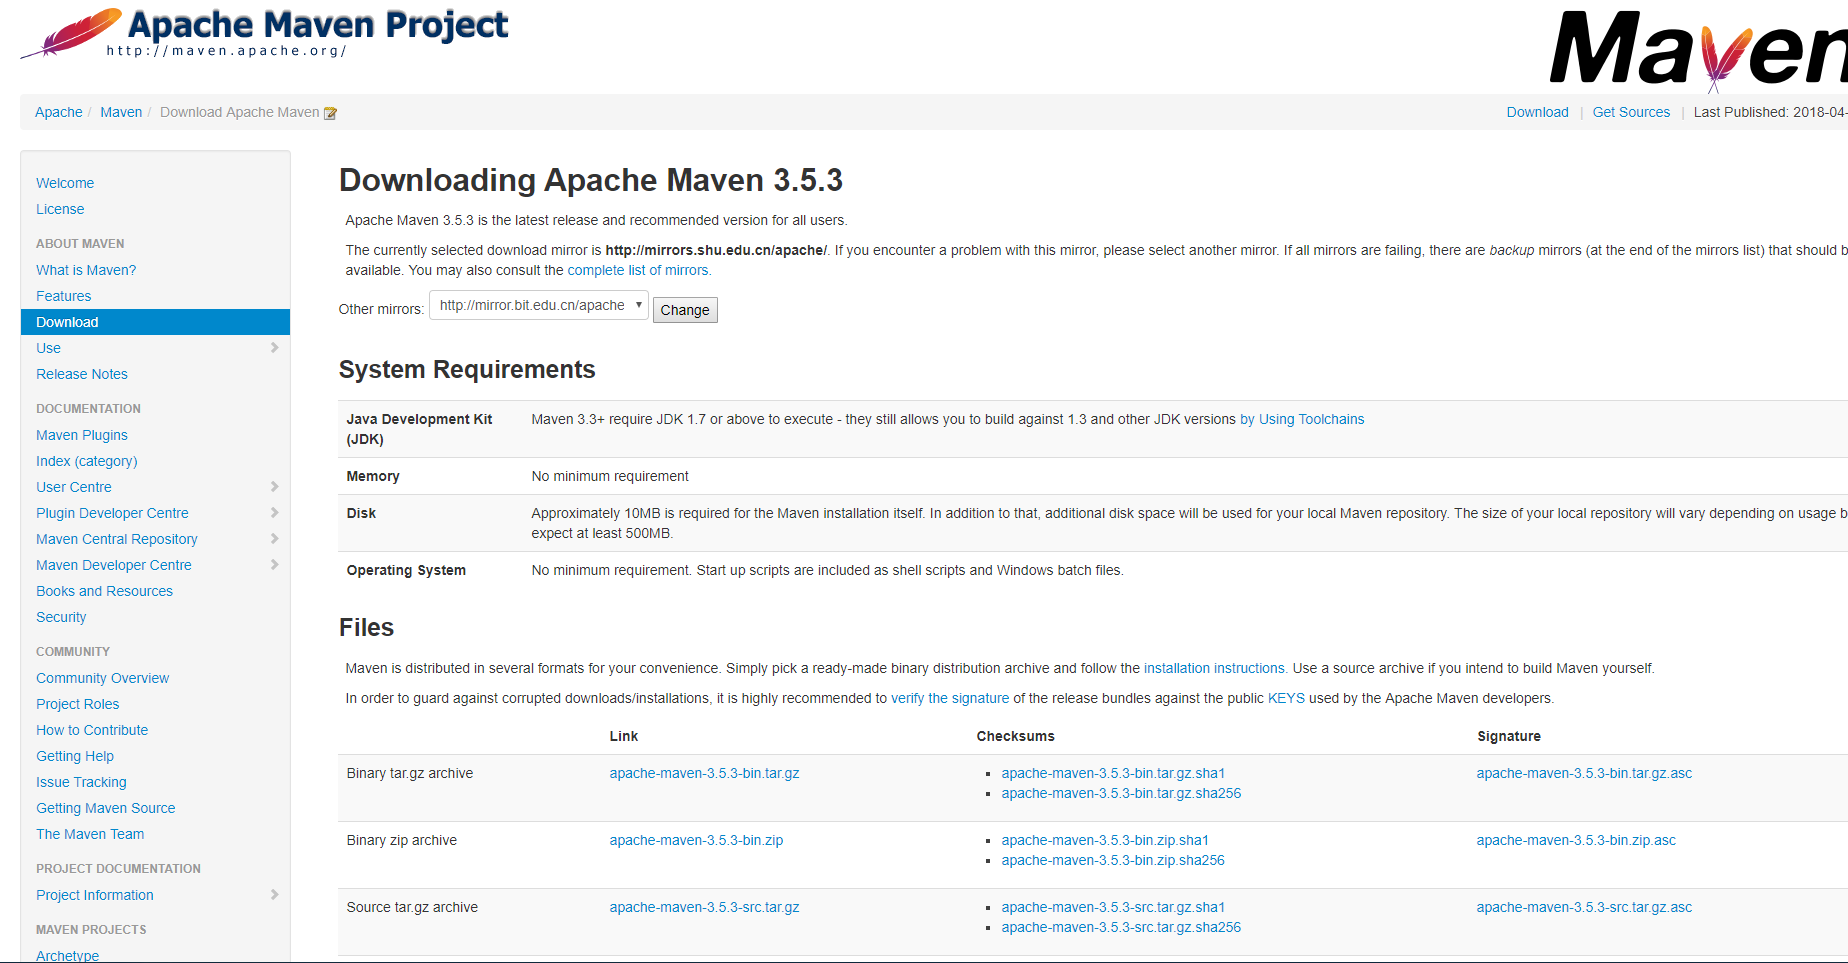 Apache Maven Project
http://maven.apache.org/
Maven
Apache / Maven / Download Apache Maven
Download | Get Sources | Last Published: 2018-04-
Welcome
License
ABOUT MAVEN
What is Maven?
Features
Download
Use
Release Notes
DOCUMENTATION
Maven Plugins
Index (category)
User Centre
Plugin Developer Centre
Maven Central Repository
Maven Developer Centre
Books and Resources
Security
COMMUNITY
Community Overview
Project Roles
How to Contribute
Getting Help
Issue Tracking
Getting Maven Source
The Maven Team
PROJECT DOCUMENTATION
Project Information
MAVEN PROJECTS
Archetype
Downloading Apache Maven 3.5.3
Apache Maven 3.5.3 is the latest release and recommended version for all users.
The currently selected download mirror is http://mirrors.shu.edu.cn/apache/. If you encounter a problem with this mirror, please select another mirror. If all mirrors are failing, there are backup mirrors (at the end of the mirrors list) that should b
available. You may also consult the complete list of mirrors.
Other mirrors: http://mirror.bit.edu.cn/apache Change
System Requirements
Java Development Kit Maven 3.3+ require JDK 1.7 or above to execute - they still allows you to build against 1.3 and other JDK versions by Using Toolchains
(JDK)
Memory No minimum requirement
Disk Approximately 10MB is required for the Maven installation itself. In addition to that, additional disk space will be used for your local Maven repository. The size of your local repository will vary depending on usage b
expect at least 500MB.
Operating System No minimum requirement. Start up scripts are included as shell scripts and Windows batch files.
Files
Maven is distributed in several formats for your convenience. Simply pick a ready-made binary distribution archive and follow the installation instructions. Use a source archive if you intend to build Maven yourself.
In order to guard against corrupted downloads/installations, it is highly recommended to verify the signature of the release bundles against the public KEYS used by the Apache Maven developers.
Link Checksums Signature
Binary tar.gz archive apache-maven-3.5.3-bin.tar.gz apache-maven-3.5.3-bin.tar.gz.sha1 apache-maven-3.5.3-bin.tar.gz.asc
apache-maven-3.5.3-bin.tar.gz.sha256
Binary zip archive apache-maven-3.5.3-bin.zip apache-maven-3.5.3-bin.zip.sha1 apache-maven-3.5.3-bin.zip.asc
apache-maven-3.5.3-bin.zip.sha256
Source tar.gz archive apache-maven-3.5.3-src.tar.gz apache-maven-3.5.3-src.tar.gz.sha1 apache-maven-3.5.3-src.tar.gz.asc
apache-maven-3.5.3-src.tar.gz.sha256